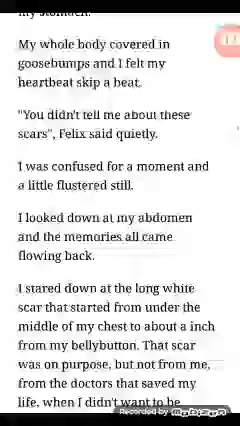 my stomach.
My whole body covered in
goosebumps and I felt my
heartbeat skip a beat.
"You didn't tell me about these
scars", Felix said quietly.
I was confused for a moment and
a little flustered still.
I looked down at my abdomen
and the memories all came
flowing back.
I stared down at the long white
scar that started from under the
middle of my chest to about a inch
from my bellybutton. That scar
was on purpose, but not from me,
from the doctors that saved my
life, when I didn't want to be
Recorded by mobizen